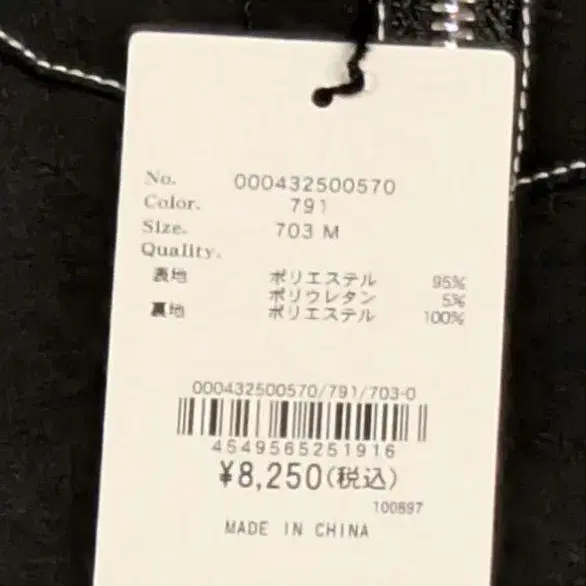 No. 000432500570
Color. 791
Size. 703 M
Quality.
表地 ポリエステル 95%
ポリウレタン 5%
裏地 ポリエステル 100%
000432500570/791/703-0
4549565251916
¥8,250(税込)
100897
MADE IN CHINA